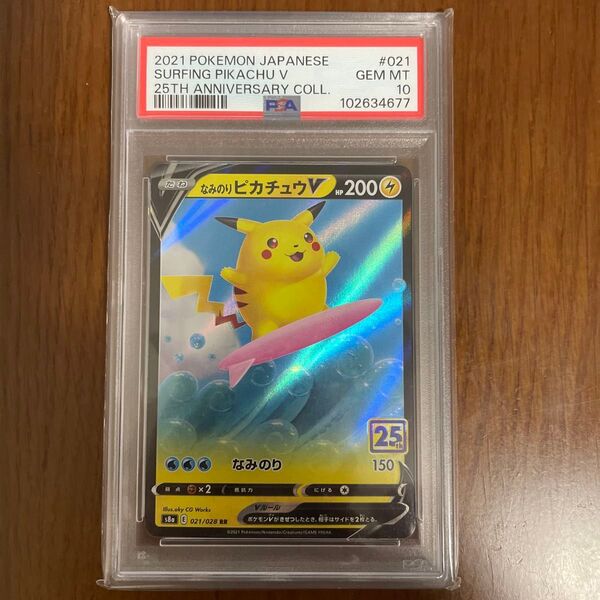 2021 POKEMON JAPANESE #021
SURFING PIKACHU V GEM MT
25TH ANNIVERSARY COLL. 10
PSA 102634677
たね なみのりピカチュウV HP200
25th
なみのり 150
弱点 ×2 抵抗力 にげる
Illus.aky CG Works
Vルール
ポケモンVがきぜつしたとき、相手はサイドを2枚とる。
s8a E 021/028 RR
©2021 Pokémon/Nintendo/Creatures/GAME FREAK